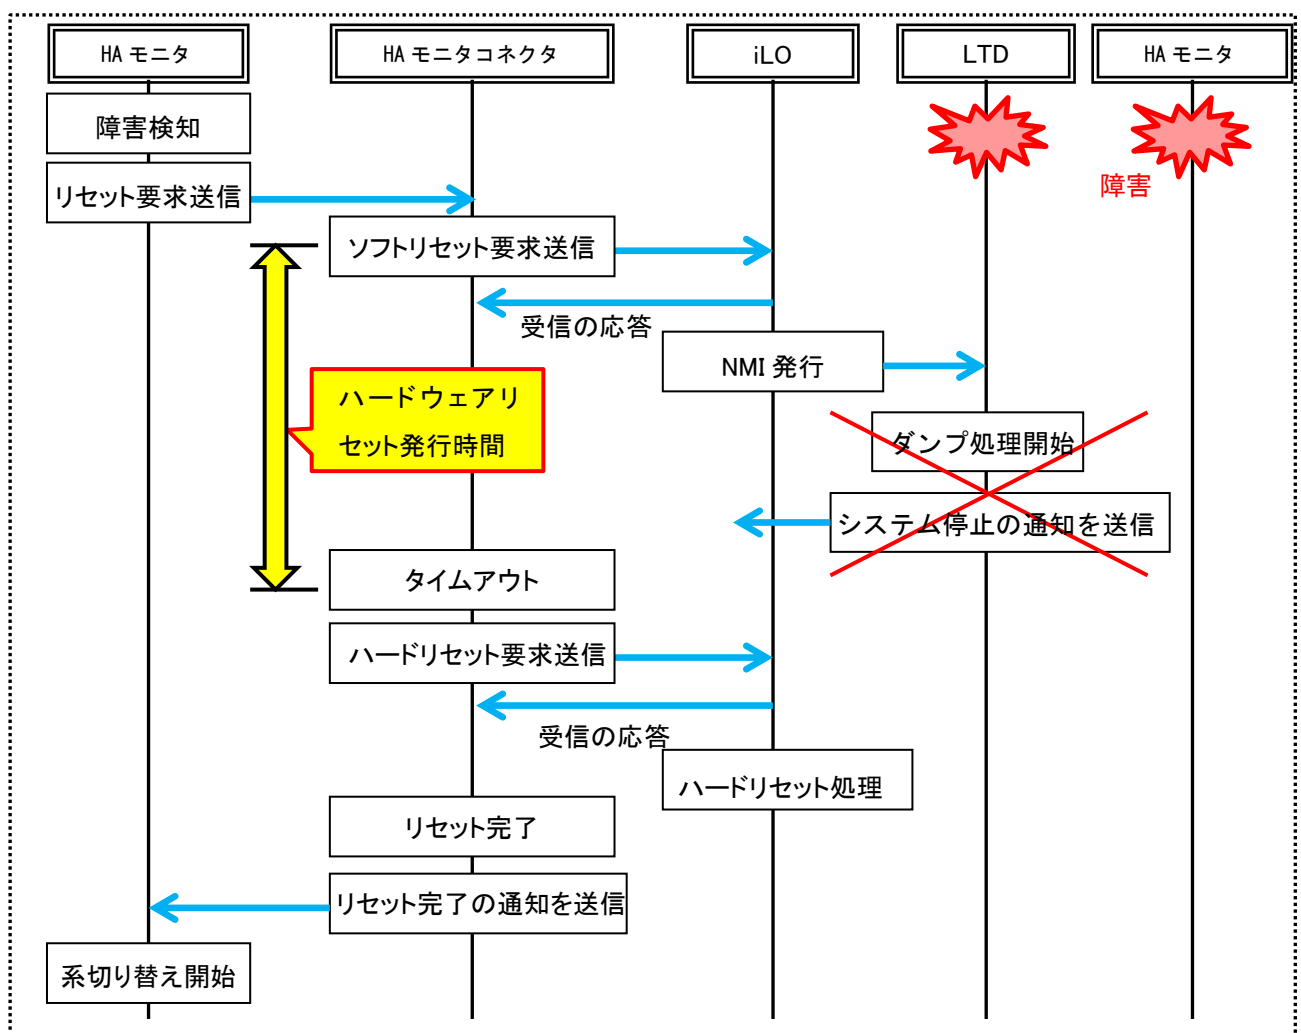 HA モニタ
HA モニタコネクタ
iLO
LTD
HA モニタ
障害検知
リセット要求送信
障害
ソフトリセット要求送信
受信の応答
NMI 発行
ハードウェアリ
セット発行時間
ダンプ処理開始
システム停止の通知を送信
タイムアウト
ハードリセット要求送信
受信の応答
ハードリセット処理
リセット完了
リセット完了の通知を送信
系切り替え開始